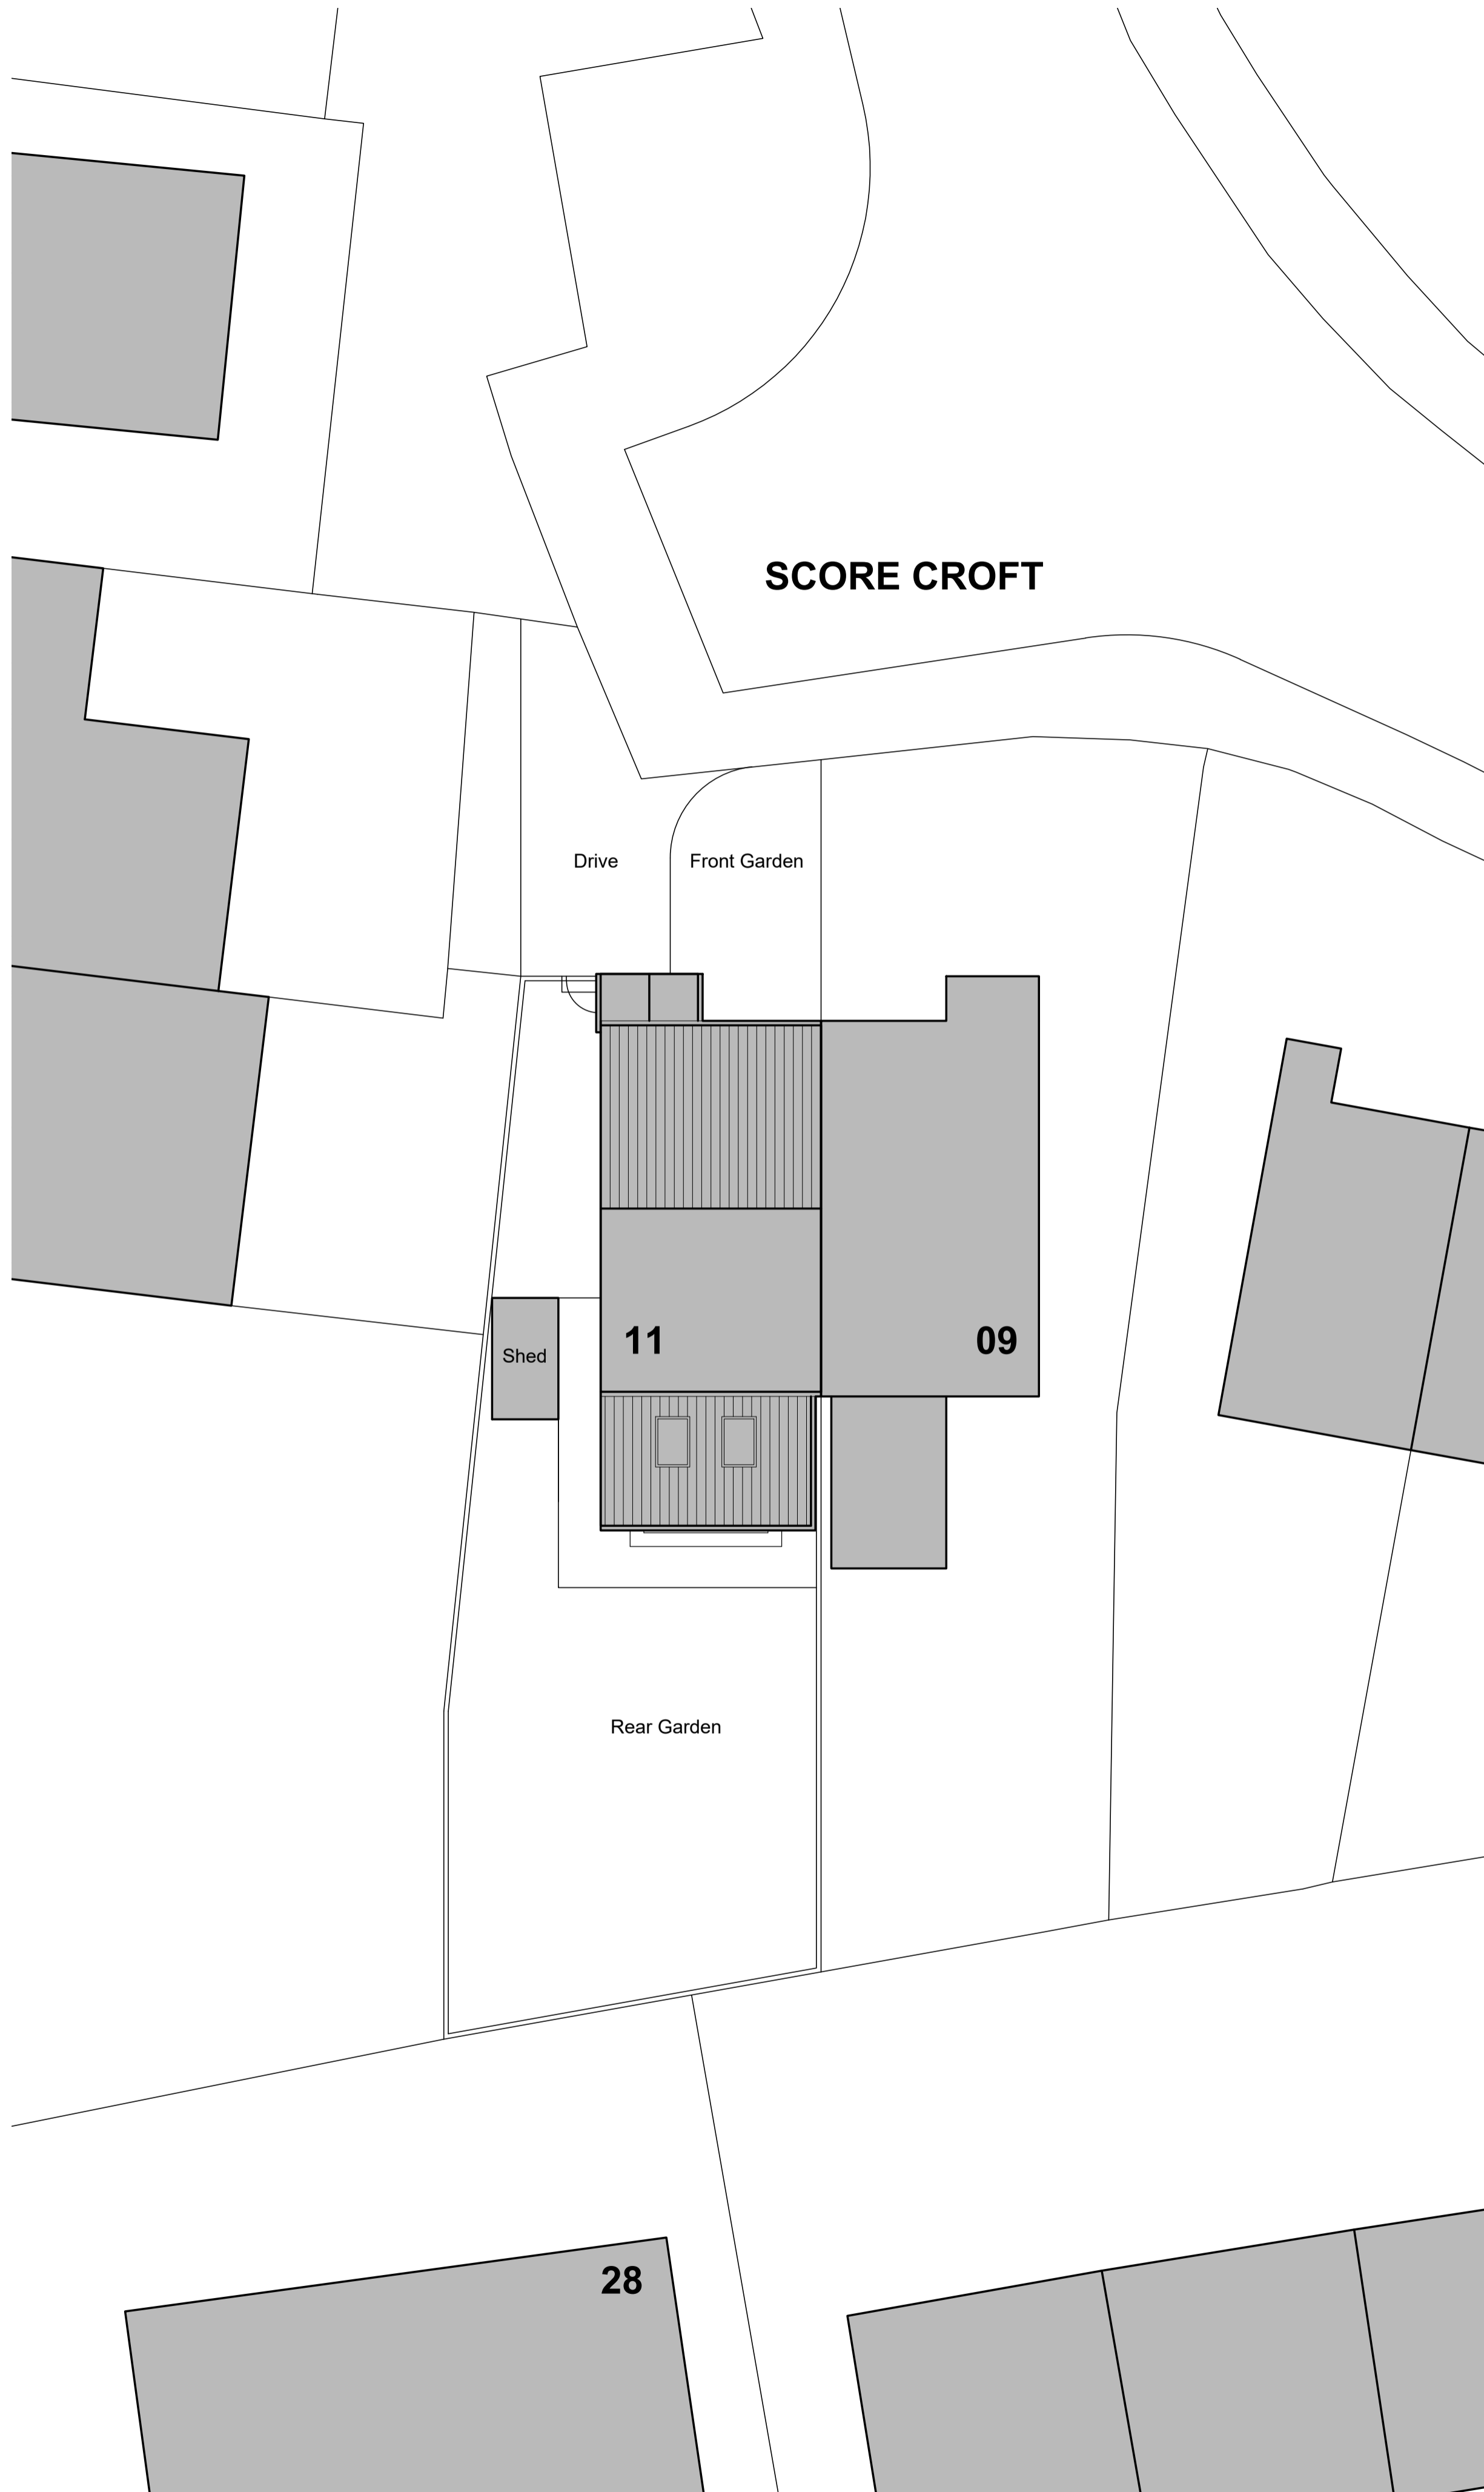 SCORE CROFT
Drive
Front Garden
11
09
Shed
Rear Garden
28